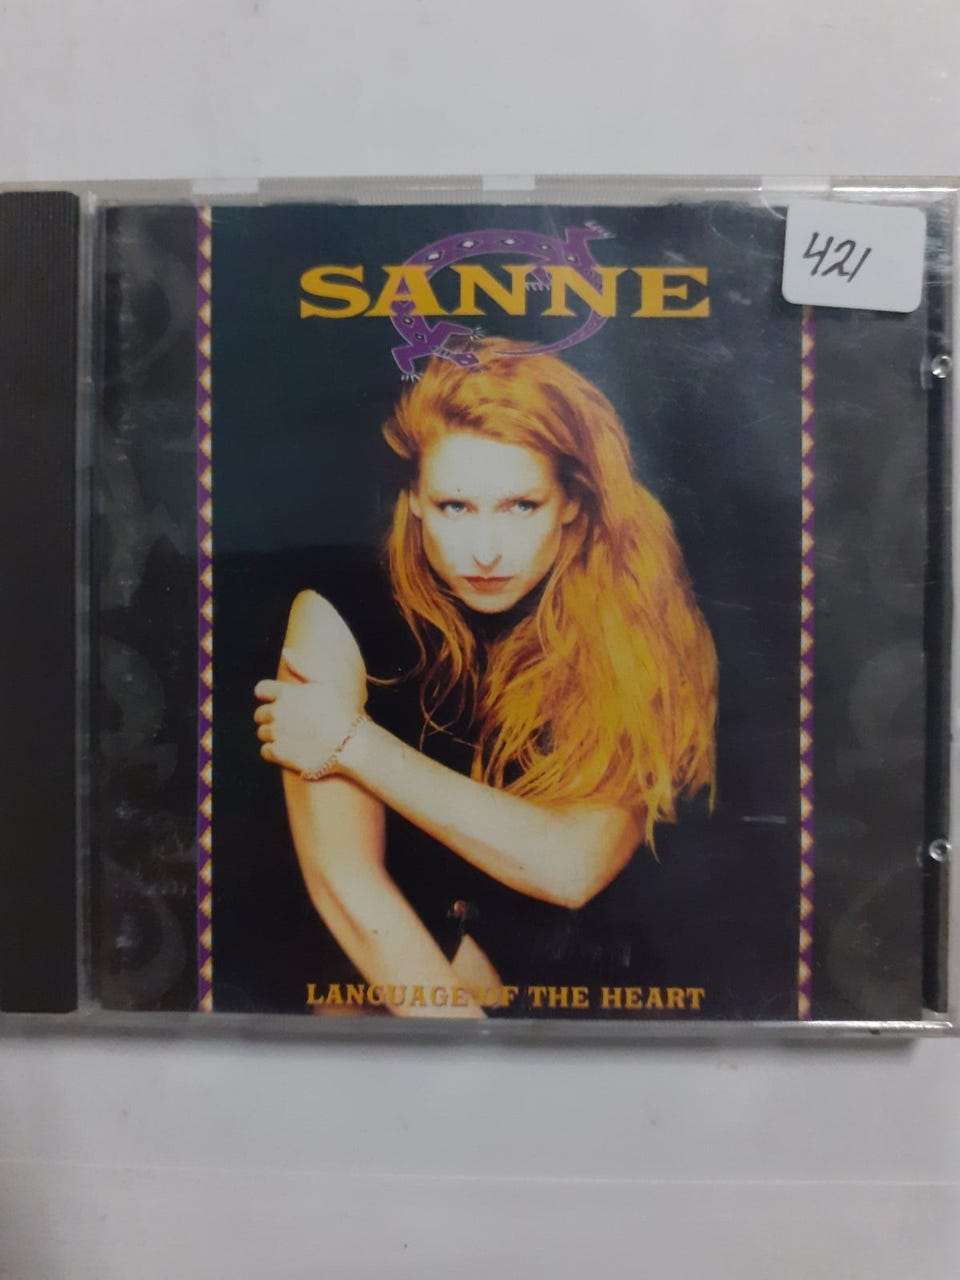 421
SANNE
LANGUAGE OF THE HEART